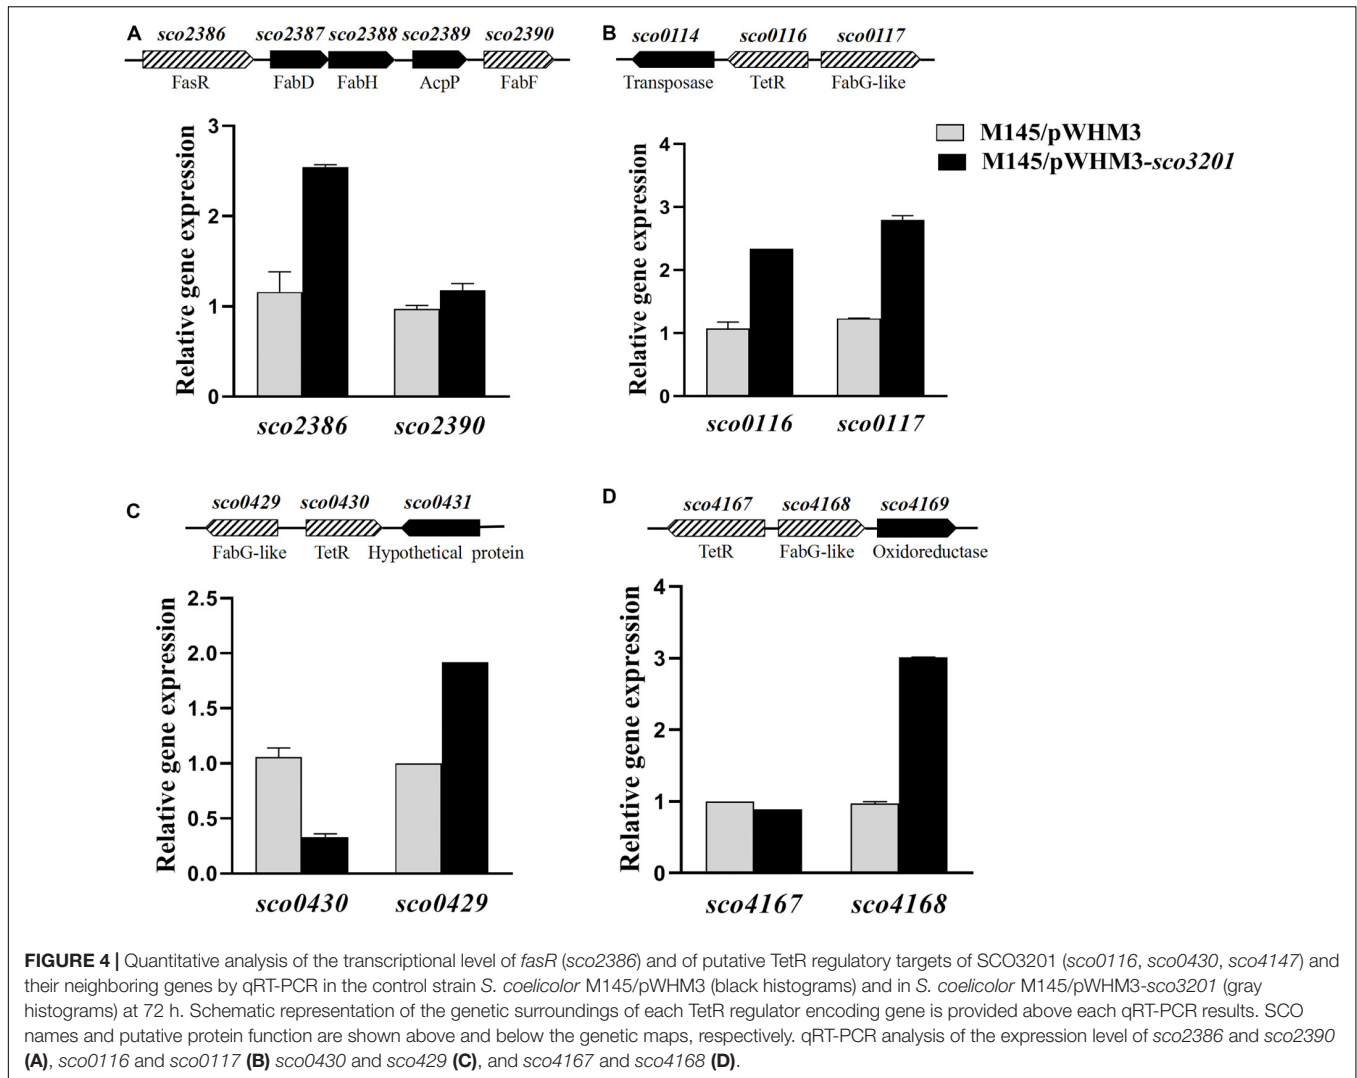 A
sco2386 sco2387 sco2388 sco2389 sco2390
FasR FabD FabH AcpP FabF
Relative gene expression
3
2
1
0
sco2386 sco2390
B
sco0114 sco0116 sco0117
Transposase TetR FabG-like
M145/pWHM3
M145/pWHM3-sco3201
Relative gene expression
4
3
2
1
0
sco0116 sco0117
C
sco0429 sco0430 sco0431
FabG-like TetR Hypothetical protein
Relative gene expression
2.5
2.0
1.5
1.0
0.5
0.0
sco0430 sco0429
D
sco4167 sco4168 sco4169
TetR FabG-like Oxidoreductase
Relative gene expression
4
3
2
1
0
sco4167 sco4168
FIGURE 4 | Quantitative analysis of the transcriptional level of fasR (sco2386) and of putative TetR regulatory targets of SCO3201 (sco0116, sco0430, sco4147) and
their neighboring genes by qRT-PCR in the control strain S. coelicolor M145/pWHM3 (black histograms) and in S. coelicolor M145/pWHM3-sco3201 (gray
histograms) at 72 h. Schematic representation of the genetic surroundings of each TetR regulator encoding gene is provided above each qRT-PCR results. SCO
names and putative protein function are shown above and below the genetic maps, respectively. qRT-PCR analysis of the expression level of sco2386 and sco2390
(A), sco0116 and sco0117 (B) sco0430 and sco429 (C), and sco4167 and sco4168 (D).